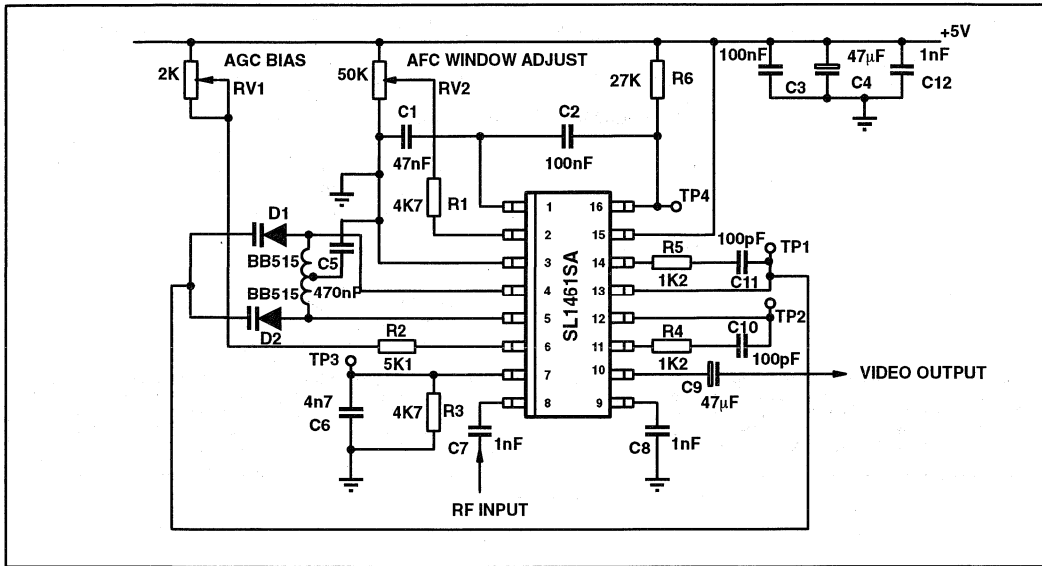 +5V
AGC BIAS
AFC WINDOW ADJUST
2K
RV1
50K
RV2
27K
R6
100nF
C3
47µF
C4
1nF
C12
C1
47nF
C2
100nF
4K7
R1
TP4
1
2
3
4
5
6
7
8
16
15
14
13
12
11
10
9
SL1461SA
D1
BB515
C5
470nF
BB515
D2
R2
5K1
TP3
4n7
C6
4K7
R3
C7
1nF
RF INPUT
R5
1K2
100pF
C11
TP1
TP2
R4
1K2
C10
100pF
C9
47µF
VIDEO OUTPUT
C8
1nF